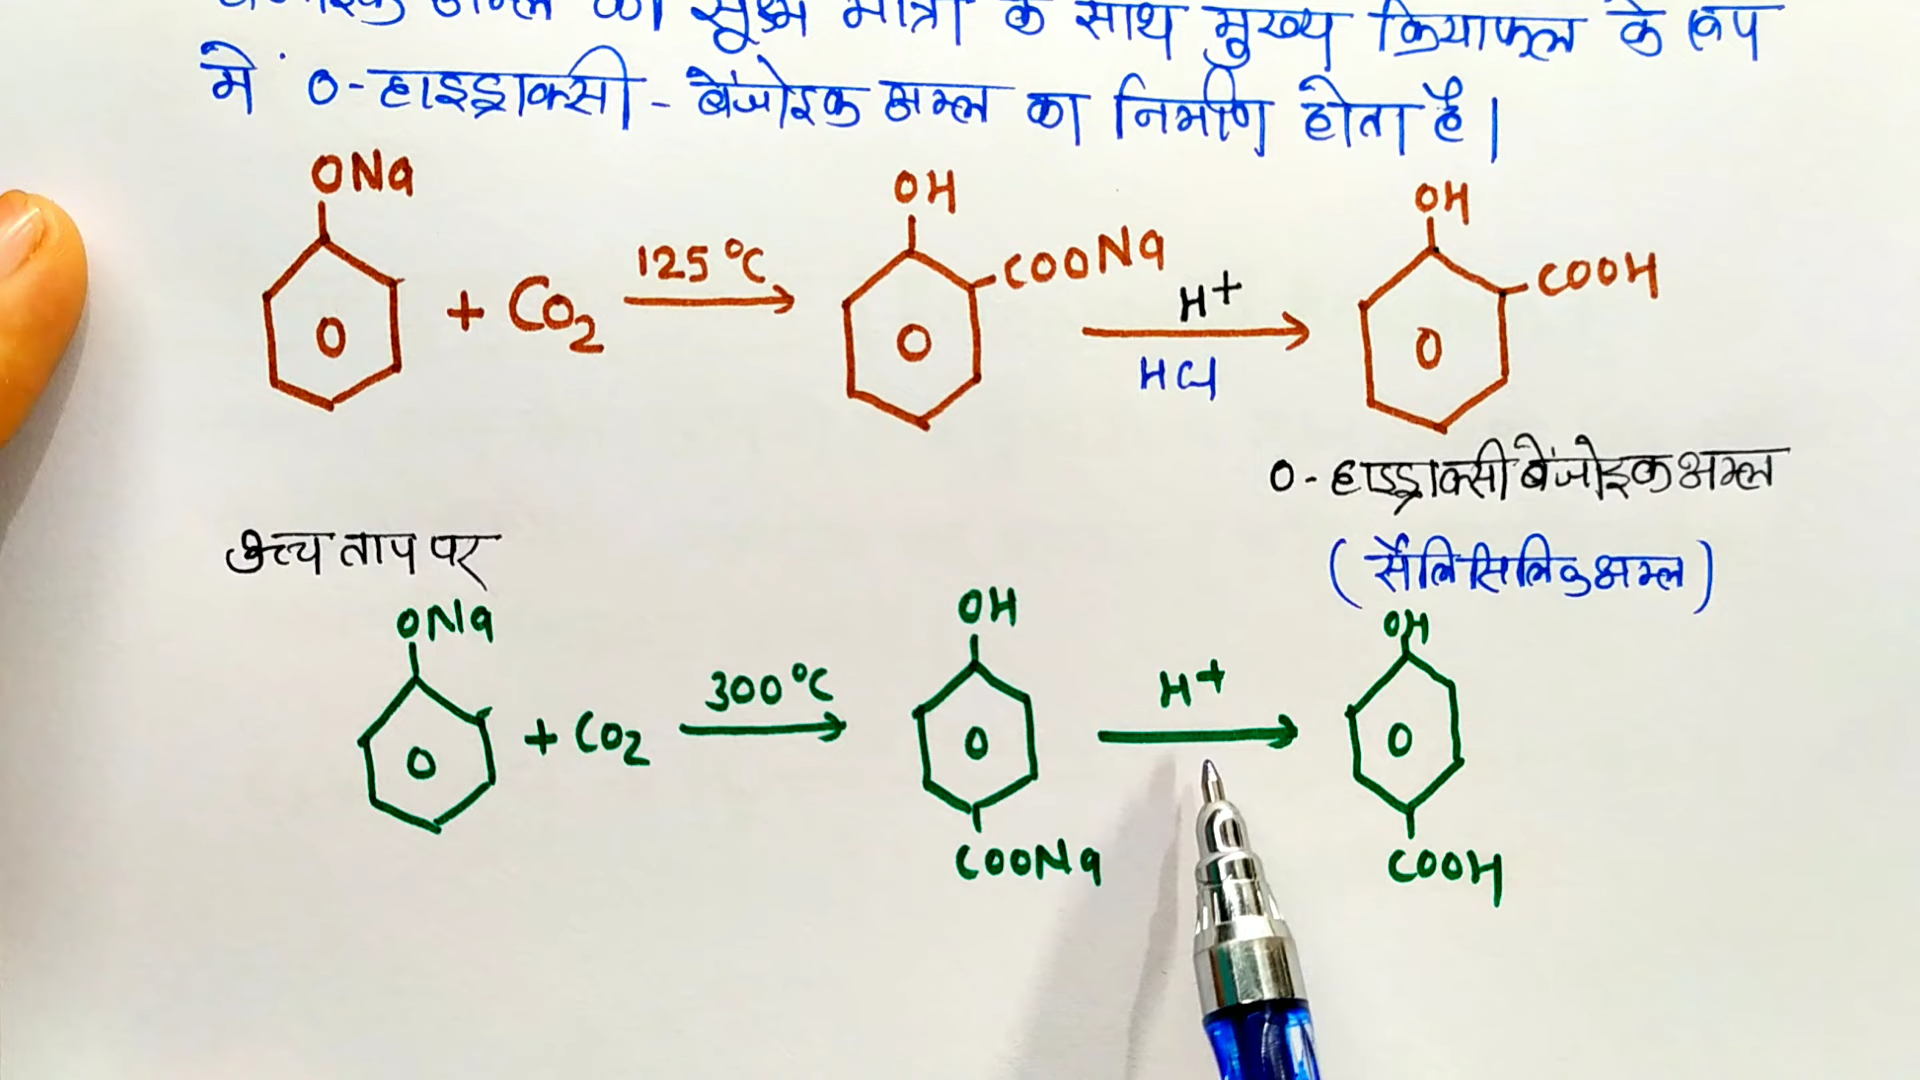 सूक्ष्म मात्रा के साथ मुख्य क्रियाफल के रूप
में o-हाइड्राक्सी-बेंजोइक अम्ल का निर्माण होता है।
ONa
OH
OH
+ CO2 125°C COONa H+ COOH
HCl
o-हाइड्राक्सी बेंजोइक अम्ल
उच्च ताप पर
(सैलिसिलिक अम्ल)
ONa
OH
OH
+ CO2 300°C H+
COONa
COOH